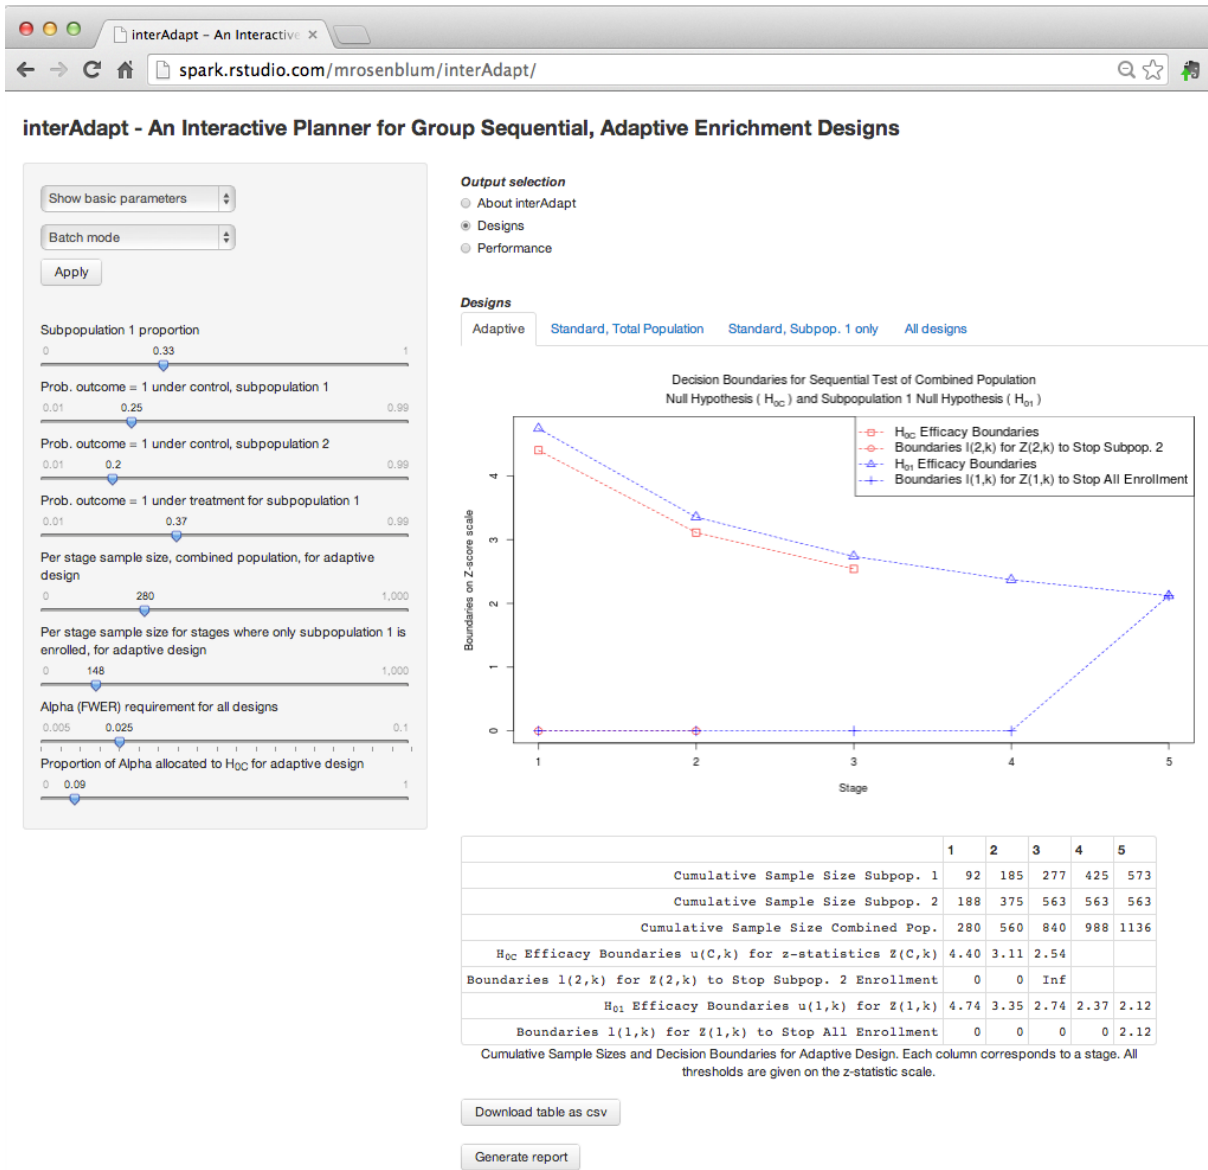 interAdapt – An Interactive
spark.rstudio.com/mrosenblum/interAdapt/
interAdapt - An Interactive Planner for Group Sequential, Adaptive Enrichment Designs
Show basic parameters
Batch mode
Apply
Subpopulation 1 proportion
0 0.33 1
Prob. outcome = 1 under control, subpopulation 1
0.01 0.25 0.99
Prob. outcome = 1 under control, subpopulation 2
0.01 0.2 0.99
Prob. outcome = 1 under treatment for subpopulation 1
0.01 0.37 0.99
Per stage sample size, combined population, for adaptive
design
0 280 1,000
Per stage sample size for stages where only subpopulation 1 is
enrolled, for adaptive design
0 148 1,000
Alpha (FWER) requirement for all designs
0.005 0.025 0.1
Proportion of Alpha allocated to H0C for adaptive design
0 0.09 1
Output selection
About interAdapt
Designs
Performance
Designs
Adaptive Standard, Total Population Standard, Subpop. 1 only All designs
Decision Boundaries for Sequential Test of Combined Population
Null Hypothesis ( H0C ) and Subpopulation 1 Null Hypothesis ( H01 )
H0C Efficacy Boundaries
Boundaries l(2,k) for Z(2,k) to Stop Subpop. 2
H01 Efficacy Boundaries
Boundaries l(1,k) for Z(1,k) to Stop All Enrollment
Boundaries on Z-score scale
4
3
2
1
0
1 2 3 4 5
Stage
1 2 3 4 5
Cumulative Sample Size Subpop. 1 92 185 277 425 573
Cumulative Sample Size Subpop. 2 188 375 563 563 563
Cumulative Sample Size Combined Pop. 280 560 840 988 1136
H0C Efficacy Boundaries u(C,k) for z-statistics Z(C,k) 4.40 3.11 2.54
Boundaries l(2,k) for Z(2,k) to Stop Subpop. 2 Enrollment 0 0 Inf
H01 Efficacy Boundaries u(1,k) for Z(1,k) 4.74 3.35 2.74 2.37 2.12
Boundaries l(1,k) for Z(1,k) to Stop All Enrollment 0 0 0 0 2.12
Cumulative Sample Sizes and Decision Boundaries for Adaptive Design. Each column corresponds to a stage. All
thresholds are given on the z-statistic scale.
Download table as csv
Generate report